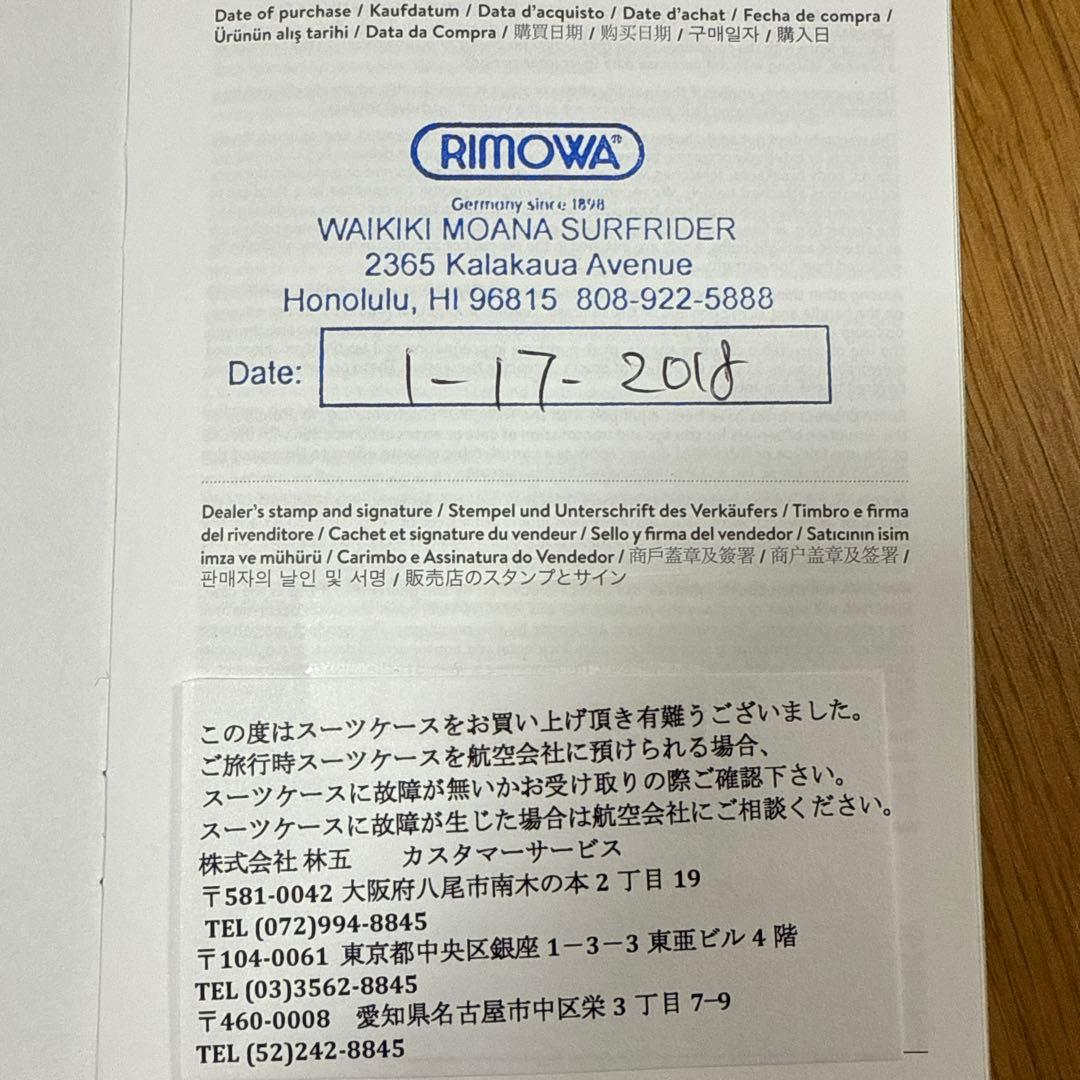 Date of purchase / Kaufdatum / Data d'acquisto / Date d'achat / Fecha de compra /
Ürünün alış tarihi / Data da Compra / 購買日期 / 购买日期 / 구매일자 / 購入日
RIMOWA®
Germany since 1898
WAIKIKI MOANA SURFRIDER
2365 Kalakaua Avenue
Honolulu, HI 96815 808-922-5888
Date: 1-17-2018
Dealer's stamp and signature / Stempel und Unterschrift des Verkäufers / Timbro e firma
del rivenditore / Cachet et signature du vendeur / Sello y firma del vendedor / Satıcının isim
imza ve mühürü / Carimbo e Assinatura do Vendedor / 商戶蓋章及簽署 / 商户盖章及签署 /
판매자의 날인 및 서명 / 販売店のスタンプとサイン
この度はスーツケースをお買い上げ頂き有難うございました。
ご旅行時スーツケースを航空会社に預けられる場合、
スーツケースに故障が無いかお受け取りの際ご確認下さい。
スーツケースに故障が生じた場合は航空会社にご相談ください。
株式会社 林五 カスタマーサービス
〒581-0042 大阪府八尾市南木の本2丁目19
TEL (072)994-8845
〒104-0061 東京都中央区銀座1-3-3 東亜ビル4階
TEL (03)3562-8845
〒460-0008 愛知県名古屋市中区栄3丁目7-9
TEL (52)242-8845